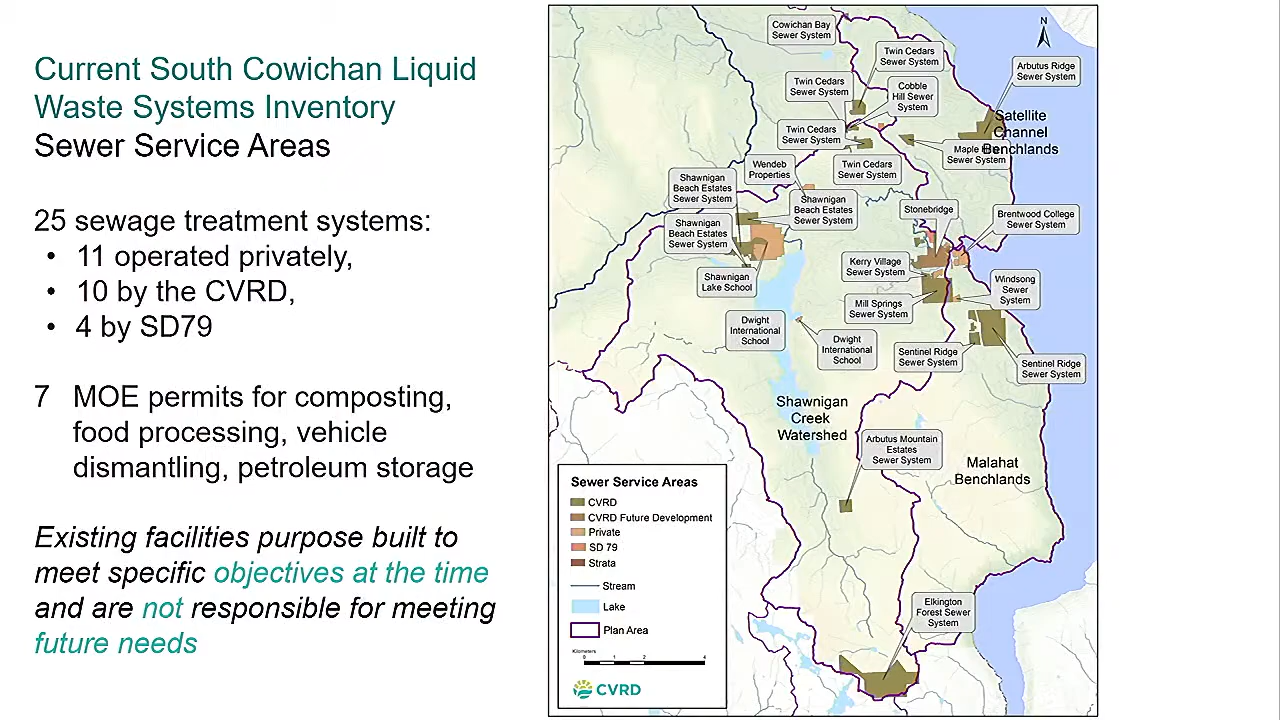 Current South Cowichan Liquid
Waste Systems Inventory
Sewer Service Areas
25 sewage treatment systems:
• 11 operated privately,
• 10 by the CVRD,
• 4 by SD79
7 MOE permits for composting,
food processing, vehicle
dismantling, petroleum storage
Existing facilities purpose built to
meet specific objectives at the time
and are not responsible for meeting
future needs
N
Cowichan Bay
Sewer System
Twin Cedars
Sewer System
Arbutus Ridge
Sewer System
Twin Cedars
Sewer System
Cobble
Hill Sewer
System
Satellite
Channel
Benchlands
Twin Cedars
Sewer System
Maple
Sewer System
Wendeb
Properties
Twin Cedars
Sewer System
Shawnigan
Beach Estates
Sewer System
Shawnigan
Beach Estates
Sewer System
Stonebridge
Brentwood College
Sewer System
Shawnigan
Beach Estates
Sewer System
Kerry Village
Sewer System
Shawnigan
Lake School
Windsong
Sewer
System
Mill Springs
Sewer System
Dwight
International
School
Dwight
International
School
Sentinel Ridge
Sewer System
Sentinel Ridge
Sewer System
Shawnigan
Creek
Watershed
Arbutus Mountain
Estates
Sewer System
Malahat
Benchlands
Elkington
Forest Sewer
System
Sewer Service Areas
CVRD
CVRD Future Development
Private
SD 79
Strata
Stream
Lake
Plan Area
Kilometers
0 1 2 4
CVRD